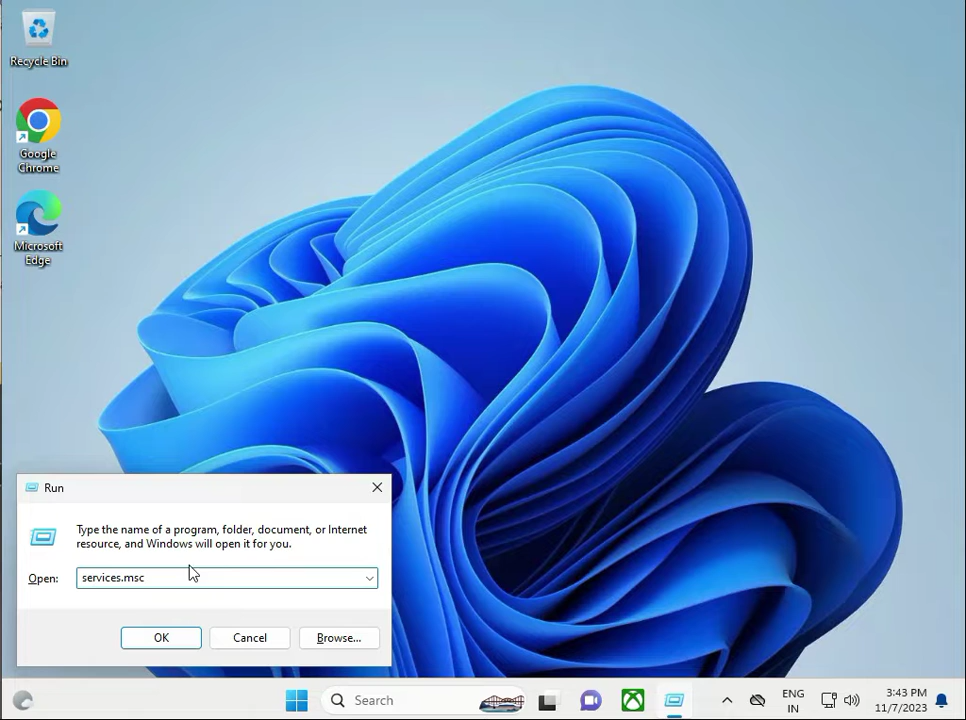 Recycle Bin
Google
Chrome
Microsoft
Edge
Run
Type the name of a program, folder, document, or Internet
resource, and Windows will open it for you.
Open: services.msc
OK Cancel Browse...
Search
ENG
IN
3:43 PM
11/7/2023